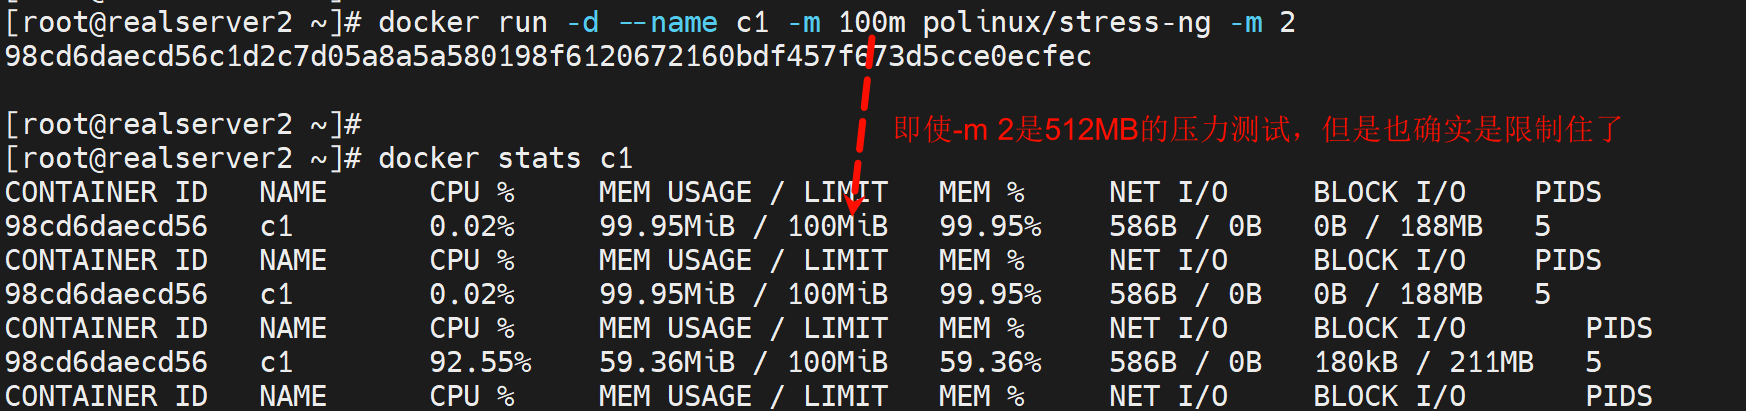 [root@realserver2 ~]# docker run -d --name c1 -m 100m polinux/stress-ng -m 2
98cd6daecd56c1d2c7d05a8a5a580198f6120672160bdf457f673d5cce0ecfec
[root@realserver2 ~]#
即使-m 2是512MB的压力测试，但是也确实是限制住了
[root@realserver2 ~]# docker stats c1
CONTAINER ID NAME CPU % MEM USAGE / LIMIT MEM % NET I/O BLOCK I/O PIDS
98cd6daecd56 c1 0.02% 99.95MiB / 100MiB 99.95% 586B / 0B 0B / 188MB 5
CONTAINER ID NAME CPU % MEM USAGE / LIMIT MEM % NET I/O BLOCK I/O PIDS
98cd6daecd56 c1 0.02% 99.95MiB / 100MiB 99.95% 586B / 0B 0B / 188MB 5
CONTAINER ID NAME CPU % MEM USAGE / LIMIT MEM % NET I/O BLOCK I/O PIDS
98cd6daecd56 c1 92.55% 59.36MiB / 100MiB 59.36% 586B / 0B 180kB / 211MB 5
CONTAINER ID NAME CPU % MEM USAGE / LIMIT MEM % NET I/O BLOCK I/O PIDS